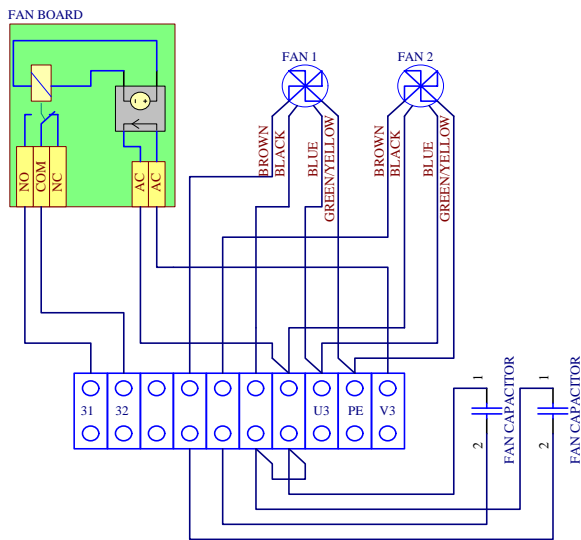 FAN BOARD
FAN 1
FAN 2
BROWN
BLACK
BLUE
GREEN/YELLOW
BROWN
BLACK
BLUE
GREEN/YELLOW
NO
COM
NC
AC
AC
31
32
U3
PE
V3
1
2
FAN CAPACITOR
1
2
FAN CAPACITOR